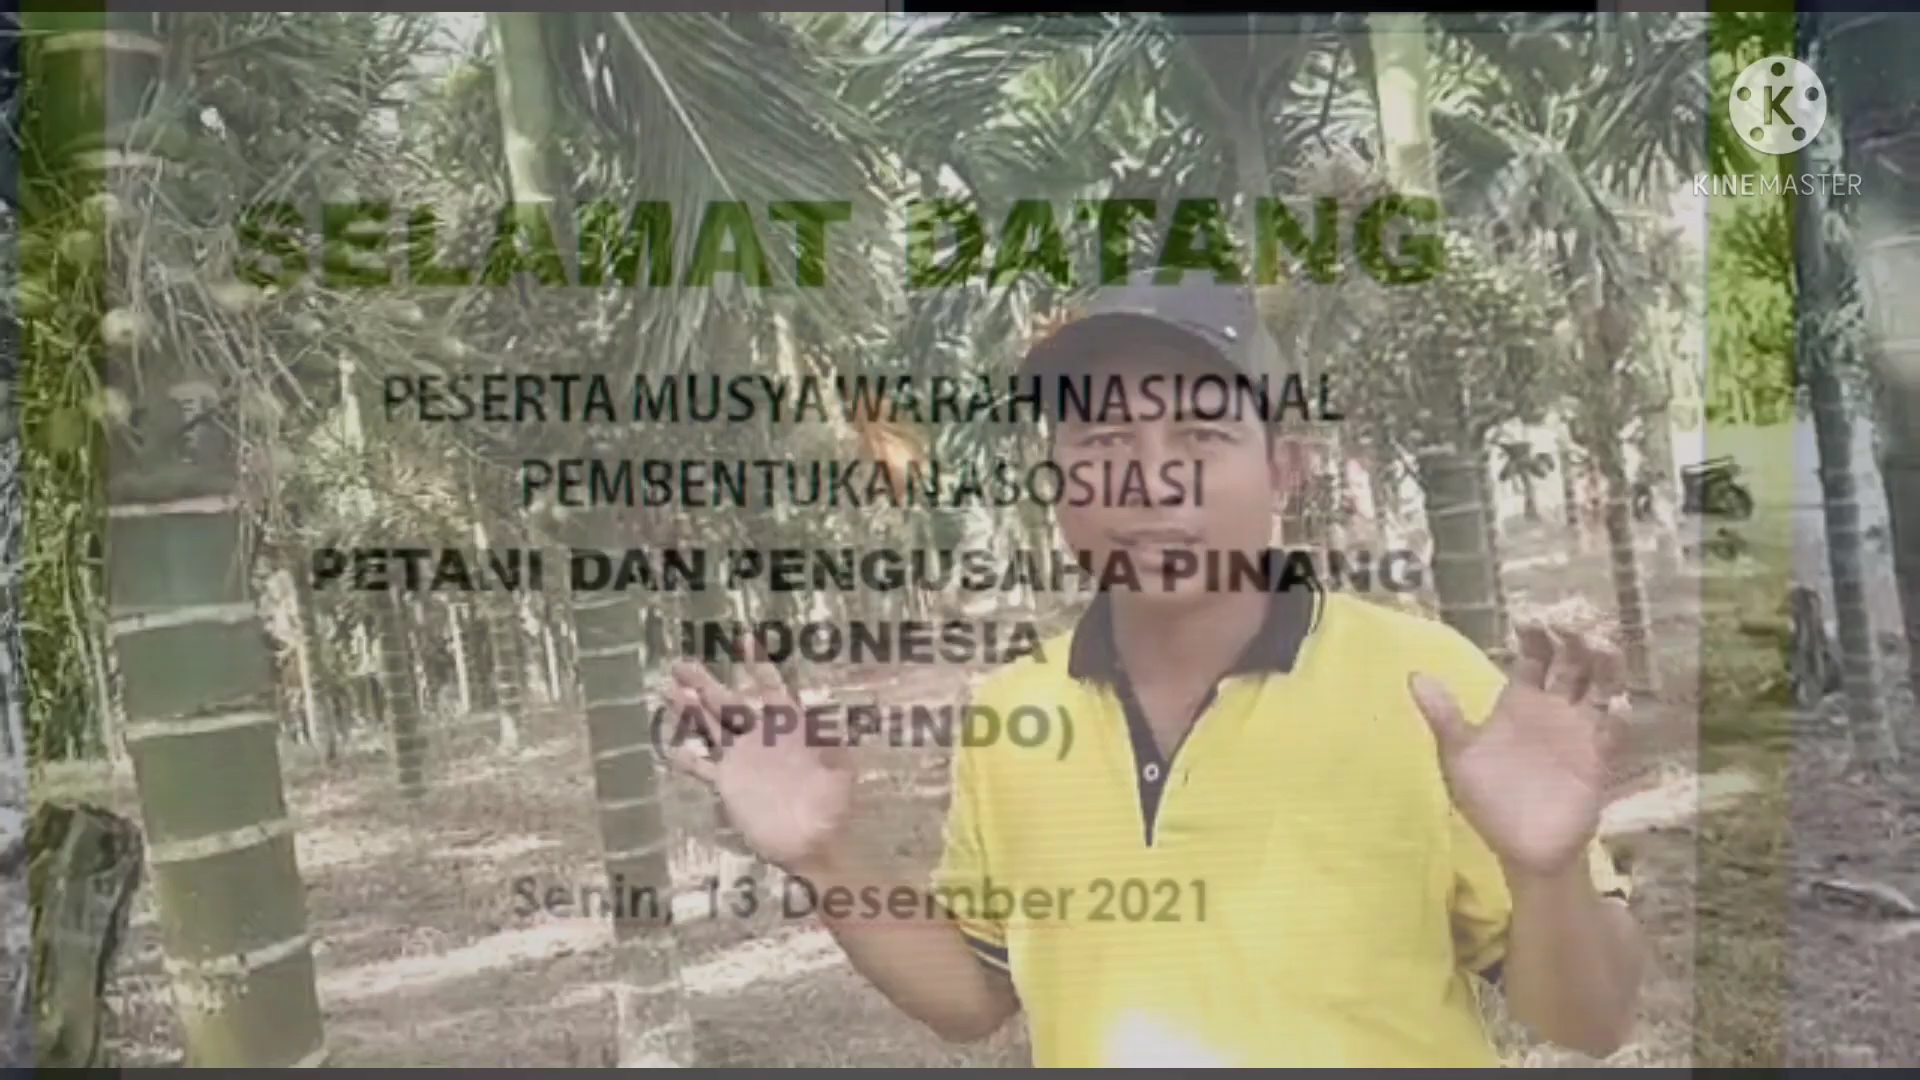 KINEMASTER
SELAMAT DATANG
PESERTA MUSYAWARAH NASIONAL
PEMBENTUKAN ASOSIASI
PETANI DAN PENGUSAHA PINANG
INDONESIA
(APPEPINDO)
Senin, 13 Desember 2021